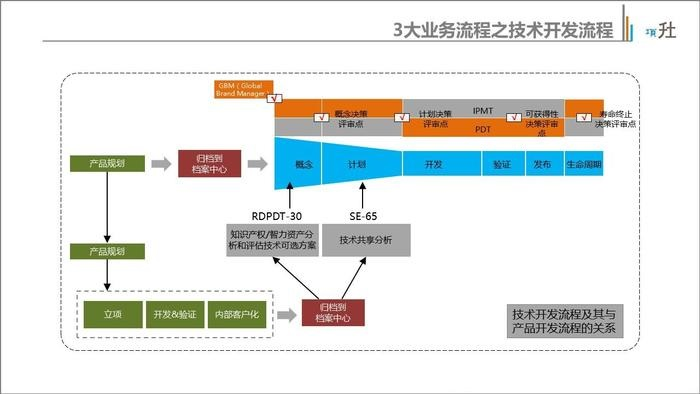 3大业务流程之技术开发流程
项升
GBM（Global
Brand Manager）
概念决策
评审点
计划决策
评审点
IPMT
PDT
可获得性
决策评审
点
寿命终止
决策评审点
产品规划
归档到
档案中心
概念
计划
开发
验证
发布
生命周期
RDPDT-30
SE-65
知识产权/智力资产分
析和评估技术可选方案
技术共享分析
产品规划
立项
开发&验证
内部客户化
归档到
档案中心
技术开发流程及其与
产品开发流程的关系